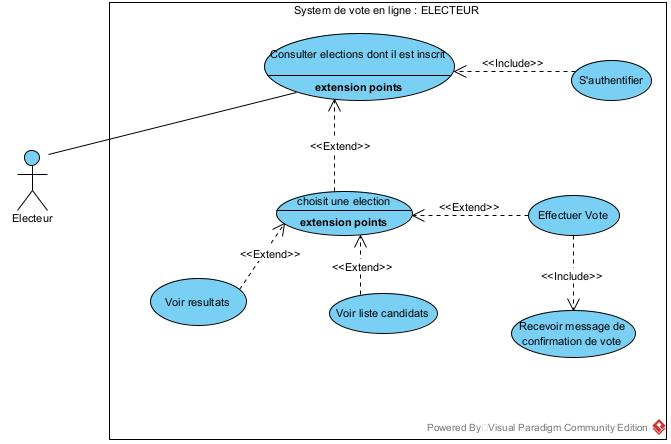 System de vote en ligne : ELECTEUR
Consulter elections dont il est inscrit
extension points
<<Include>>
S'authentifier
<<Extend>>
Electeur
choisit une election
extension points
<<Extend>>
Effectuer Vote
<<Extend>>
<<Extend>>
<<Include>>
Voir resultats
Voir liste candidats
Recevoir message de
confirmation de vote
Powered By Visual Paradigm Community Edition